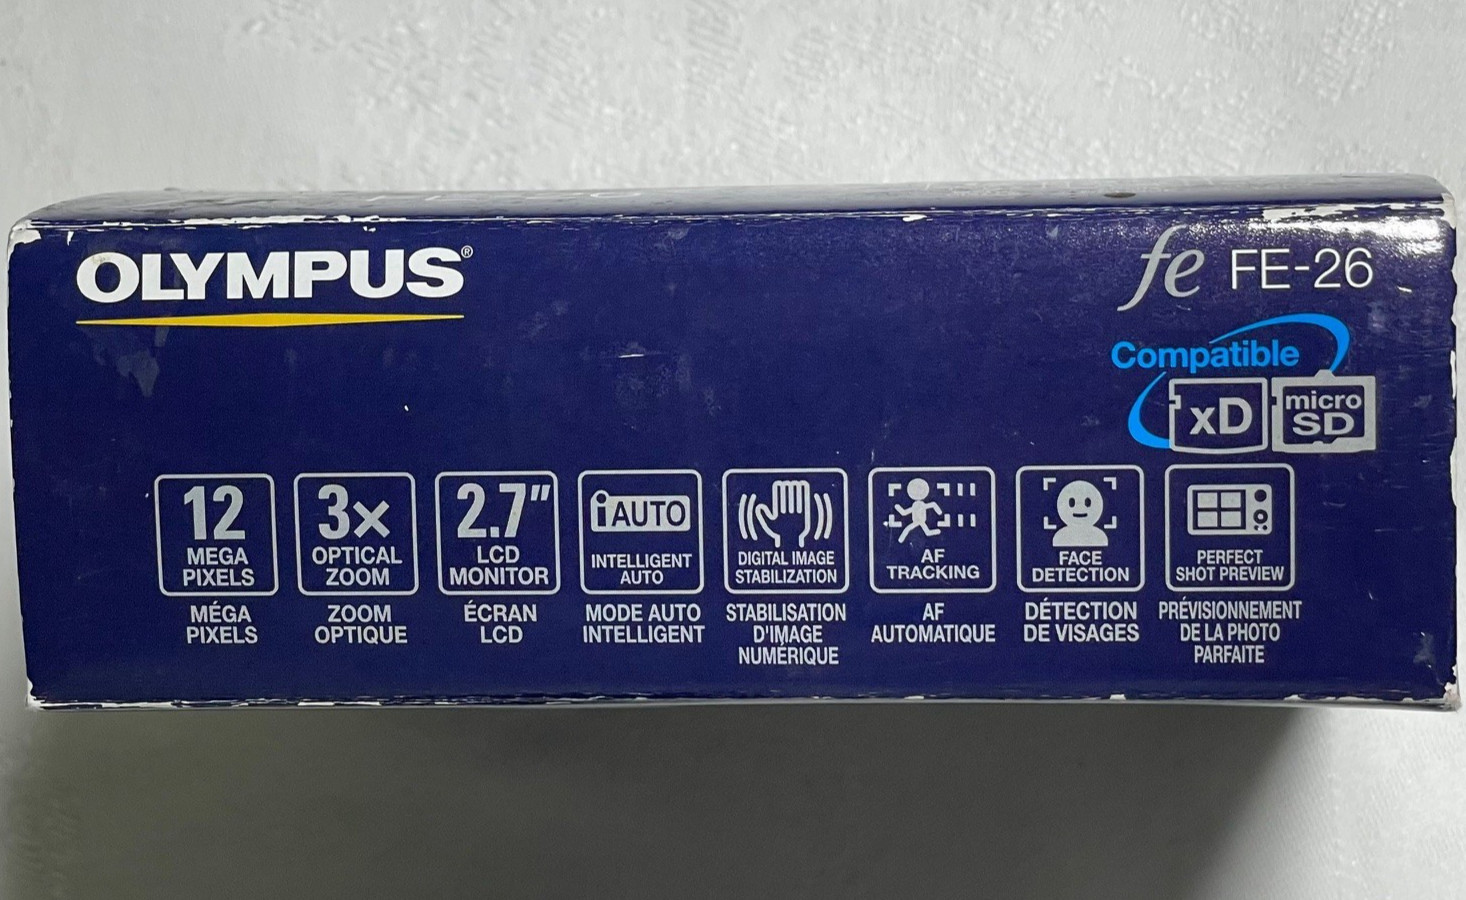 OLYMPUS®
fe FE-26
Compatible
xD
micro
SD
12
MEGA
PIXELS
3x
OPTICAL
ZOOM
2.7"
LCD
MONITOR
iAUTO
INTELLIGENT
AUTO
DIGITAL IMAGE
STABILIZATION
AF
TRACKING
FACE
DETECTION
PERFECT
SHOT PREVIEW
MÉGA
PIXELS
ZOOM
OPTIQUE
ÉCRAN
LCD
MODE AUTO
INTELLIGENT
STABILISATION
D'IMAGE
NUMÉRIQUE
AF
AUTOMATIQUE
DÉTECTION
DE VISAGES
PRÉVISIONNEMENT
DE LA PHOTO
PARFAITE